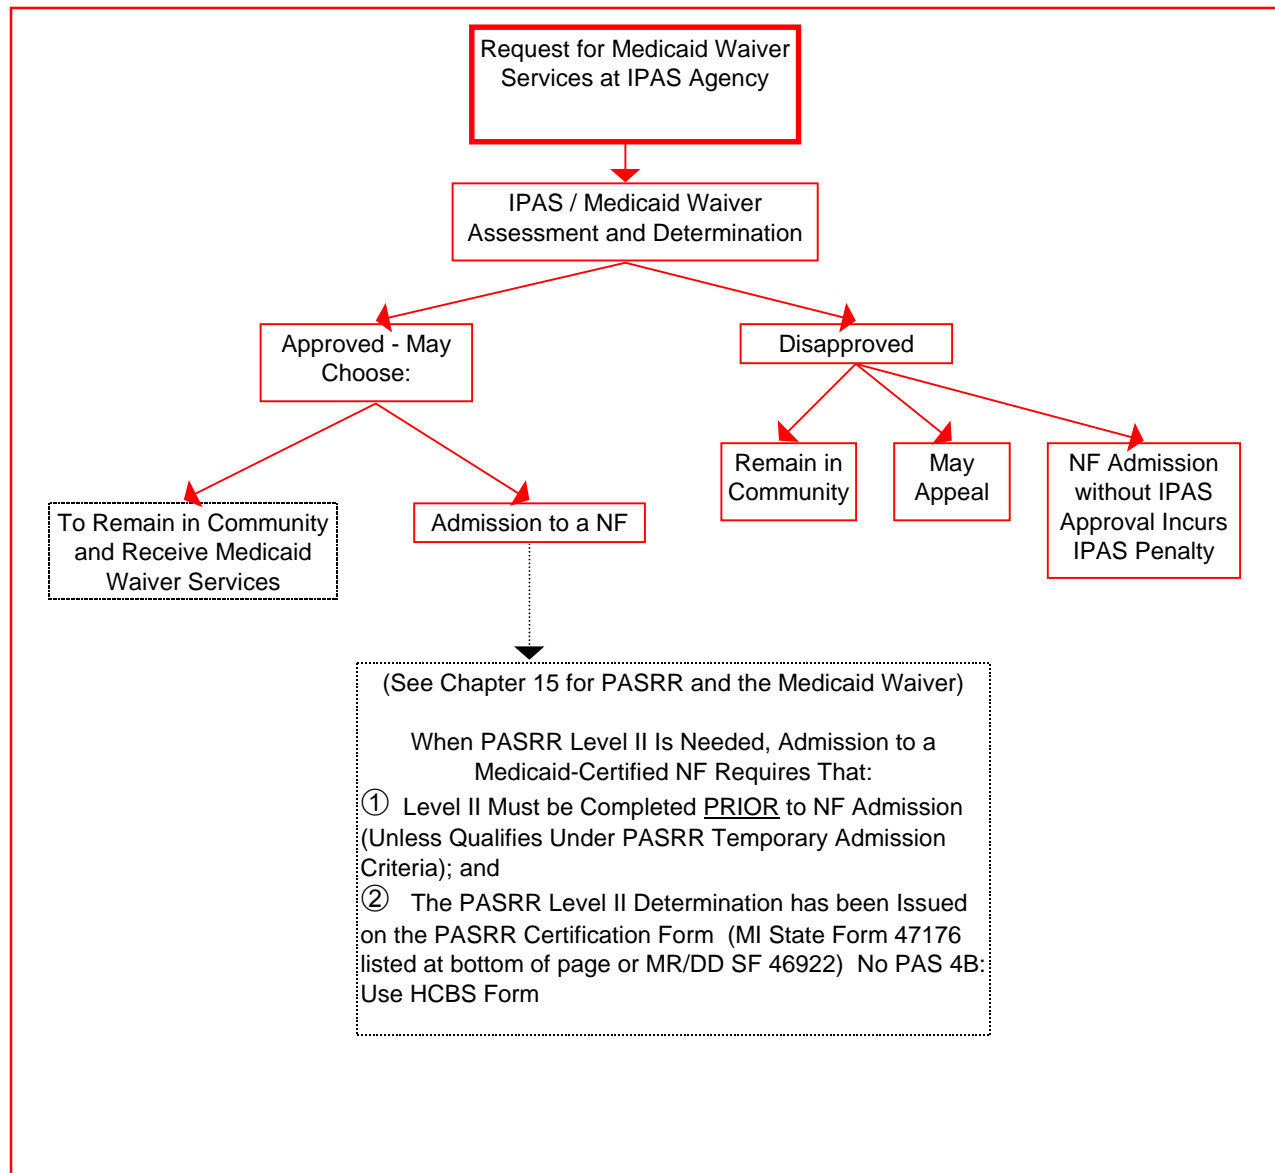 Request for Medicaid Waiver
Services at IPAS Agency
IPAS / Medicaid Waiver
Assessment and Determination
Approved - May
Choose:
Disapproved
To Remain in Community
and Receive Medicaid
Waiver Services
Admission to a NF
Remain in
Community
May
Appeal
NF Admission
without IPAS
Approval Incurs
IPAS Penalty
(See Chapter 15 for PASRR and the Medicaid Waiver)
When PASRR Level II Is Needed, Admission to a
Medicaid-Certified NF Requires That:
① Level II Must be Completed PRIOR to NF Admission
(Unless Qualifies Under PASRR Temporary Admission
Criteria); and
② The PASRR Level II Determination has been Issued
on the PASRR Certification Form (MI State Form 47176
listed at bottom of page or MR/DD SF 46922) No PAS 4B:
Use HCBS Form